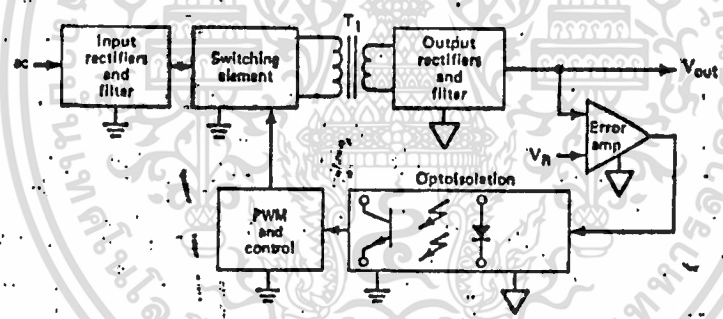 T1
ac
Input
rectifiers
and
filter
Switching
element
Output
rectifiers
and
filter
Vout
Error
amp
VR
Optoisolation
PWM
and
control